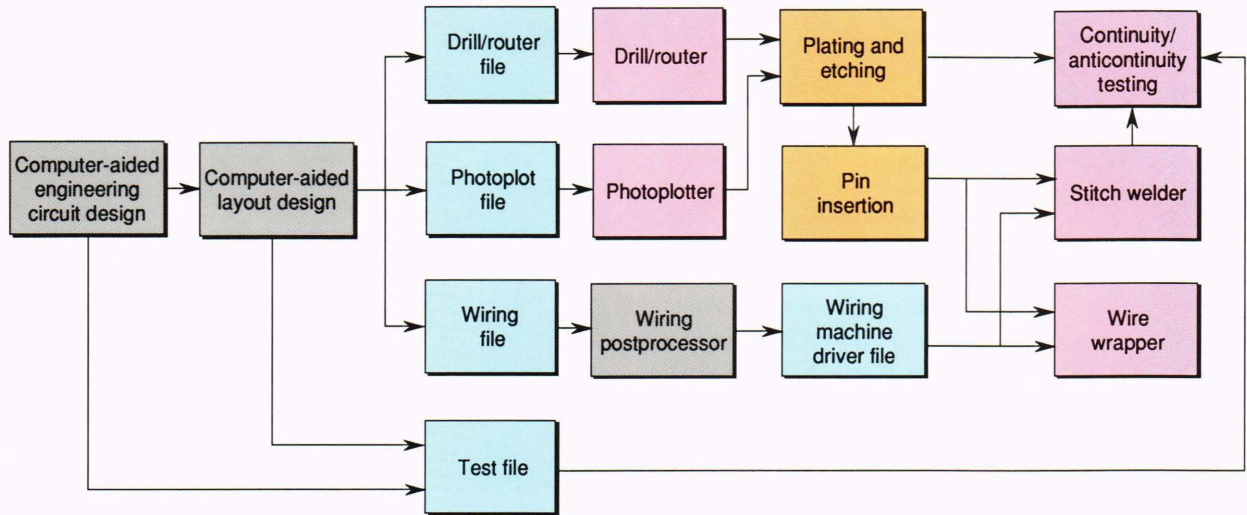 Drill/router
file
Drill/router
Plating and
etching
Continuity/
anticontinuity
testing
Computer-aided
engineering
circuit design
Computer-aided
layout design
Photoplot
file
Photoplotter
Pin
insertion
Stitch welder
Wiring
file
Wiring
postprocessor
Wiring
machine
driver file
Wire
wrapper
Test file